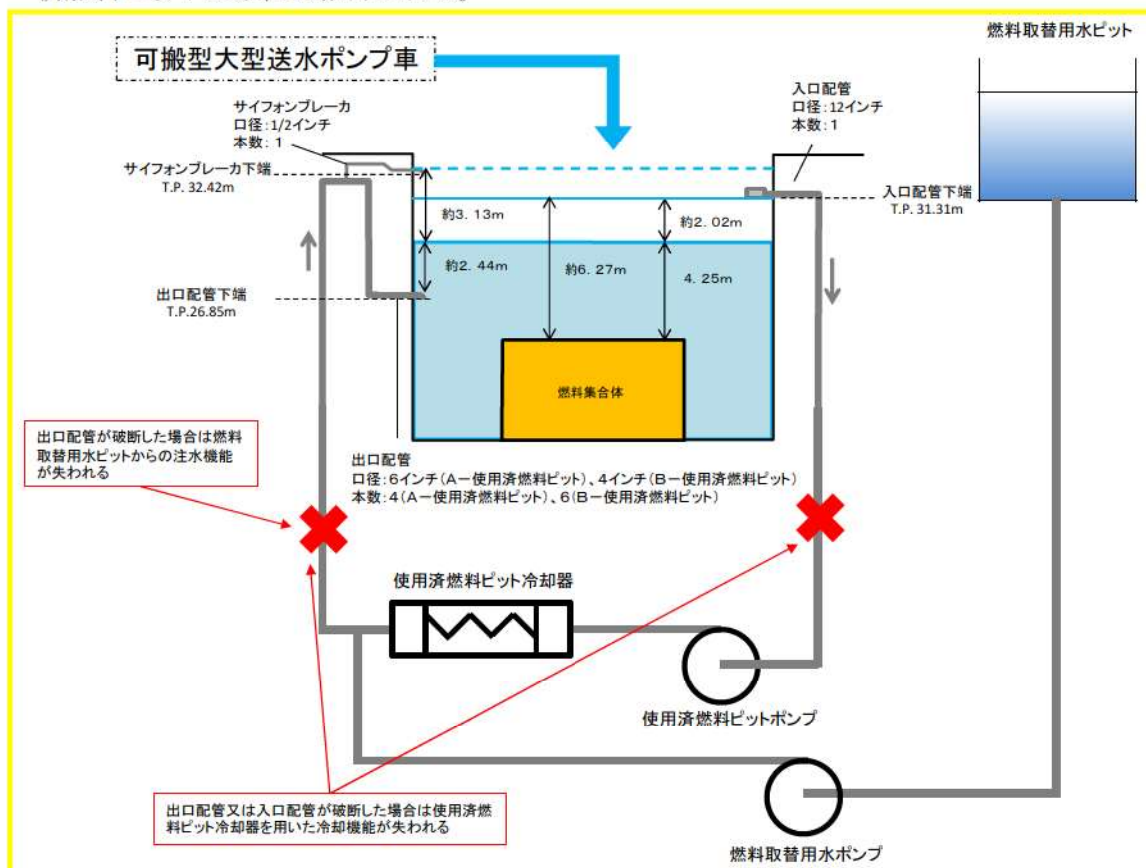 燃料取替用水ピット
可搬型大型送水ポンプ車
サイフォンブレーカ
口径:1/2インチ
本数: 1
入口配管
口径:12インチ
本数: 1
サイフォンブレーカ下端
T.P. 32.42m
入口配管下端
T.P. 31.31m
約3.13m
約2.02m
約2.44m
約6.27m
4.25m
出口配管下端
T.P.26.85m
燃料集合体
出口配管が破断した場合は燃料
取替用水ピットからの注水機能
が失われる
出口配管
口径:6インチ(A-使用済燃料ピット)、4インチ(B-使用済燃料ピット)
本数:4(A-使用済燃料ピット)、6(B-使用済燃料ピット)
使用済燃料ピット冷却器
使用済燃料ピットポンプ
出口配管又は入口配管が破断した場合は使用済燃
料ピット冷却器を用いた冷却機能が失われる
燃料取替用水ポンプ